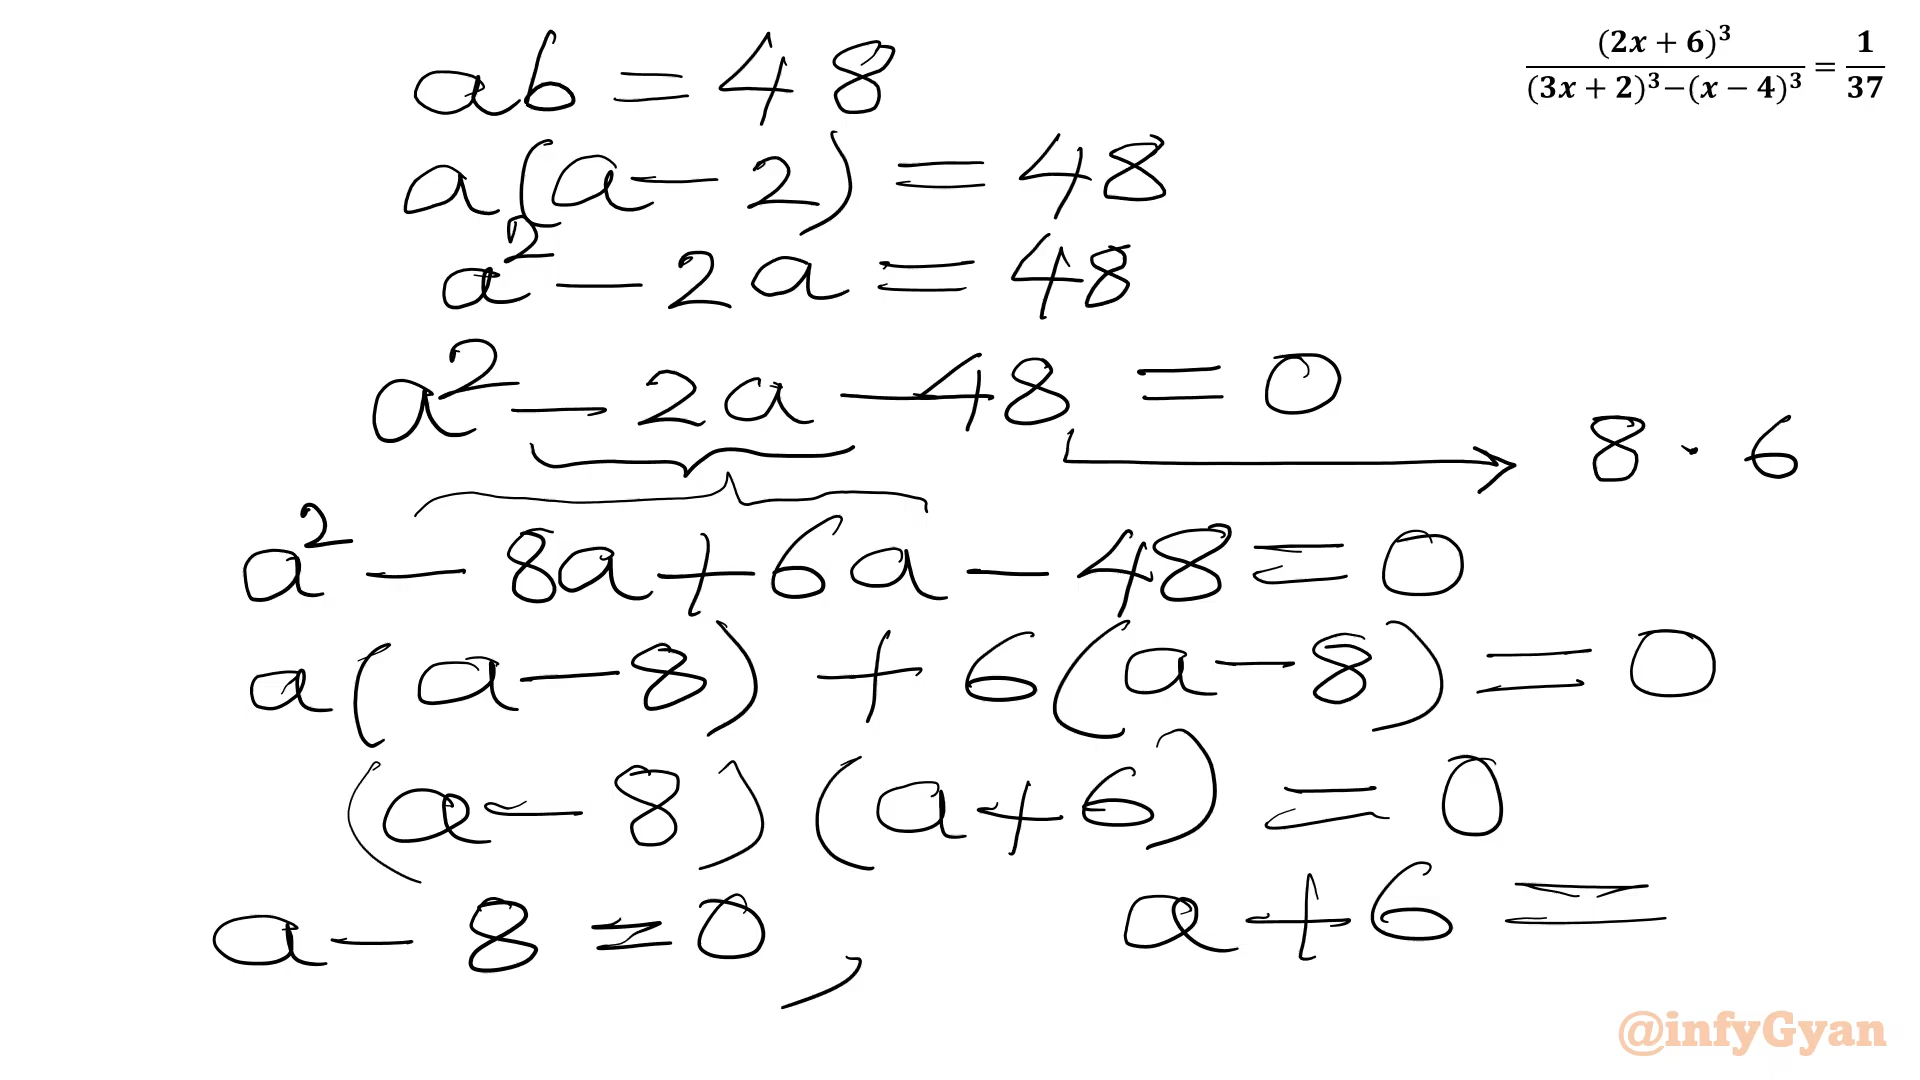 ab = 48
(2x + 6)³ / (3x + 2)³−(x − 4)³ = 1/37
a(a − 2) = 48
a² − 2a = 48
a² − 2a − 48 = 0
8 · 6
a² − 8a + 6a − 48 = 0
a(a − 8) + 6(a − 8) = 0
(a − 8) (a + 6) = 0
a − 8 = 0 , a + 6 =
@infyGyan